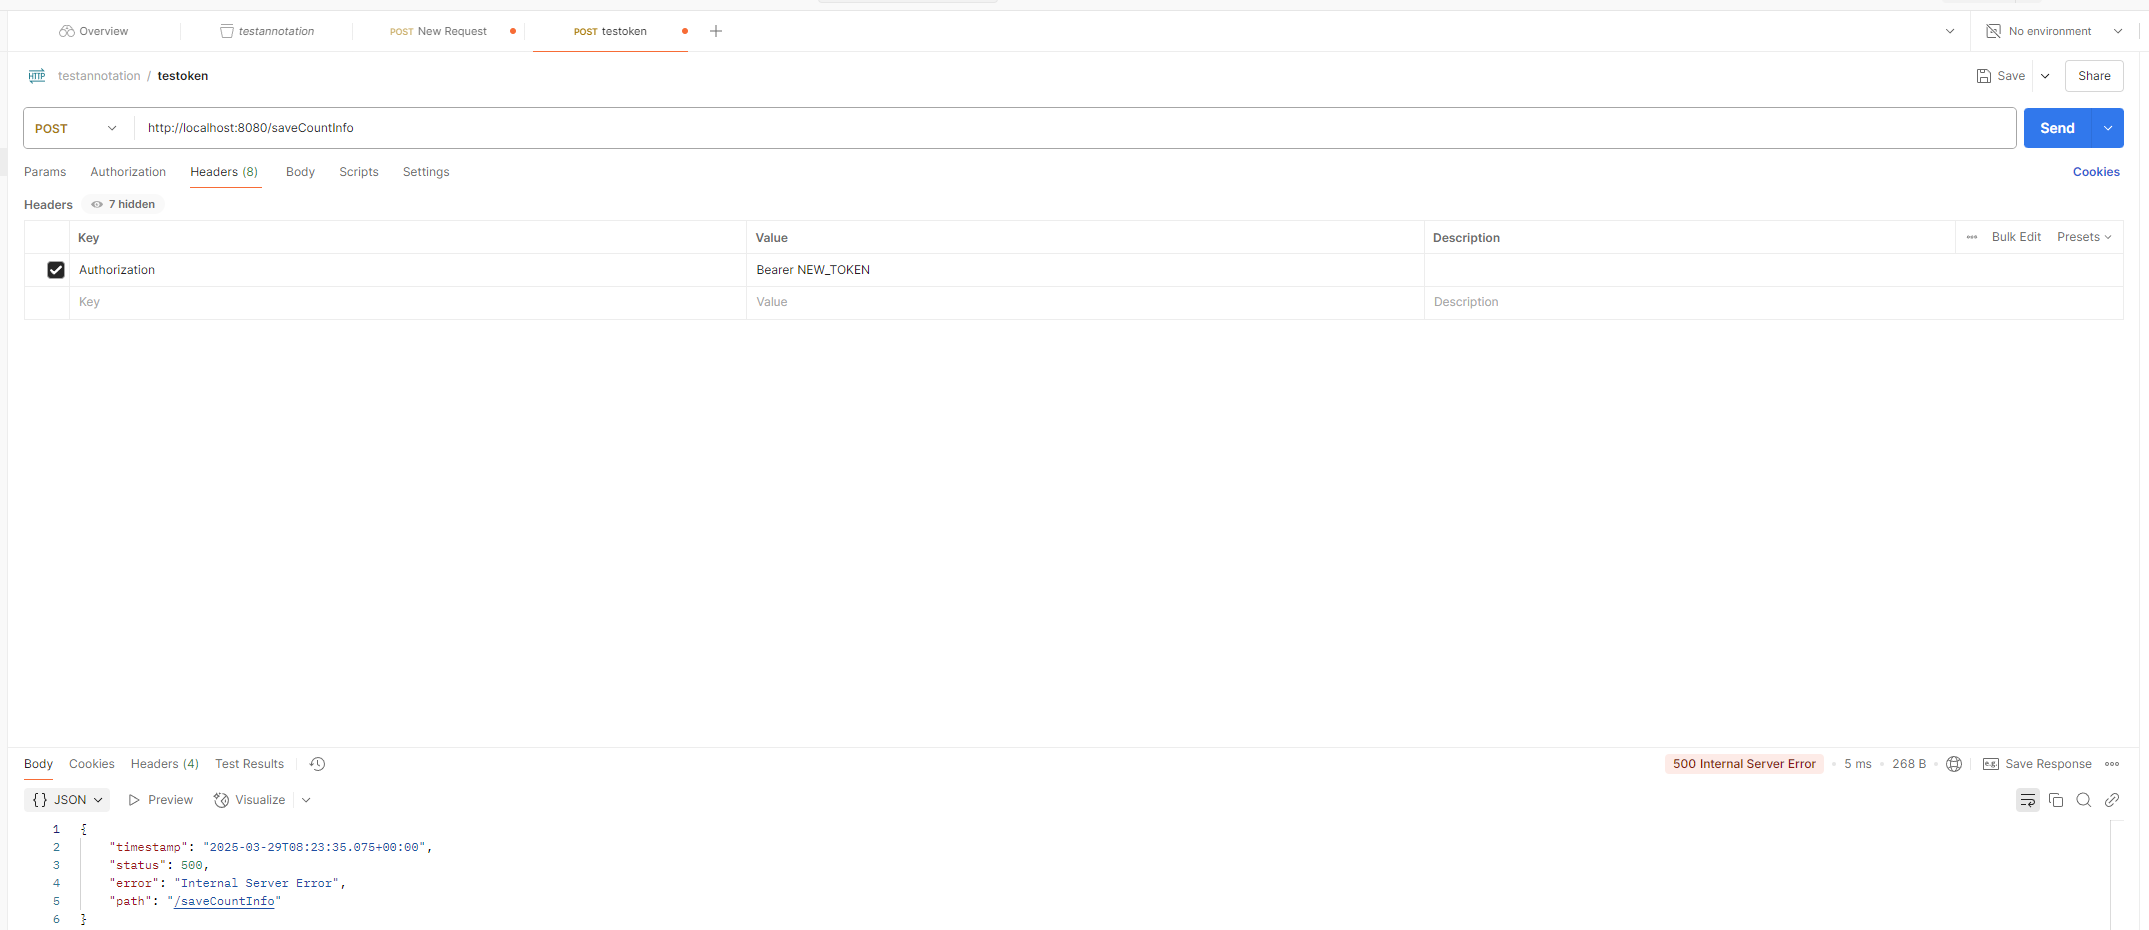 Overview testannotation POST New Request POST testoken No environment
HTTP testannotation / testoken Save Share
POST http://localhost:8080/saveCountInfo Send
Params Authorization Headers (8) Body Scripts Settings Cookies
Headers 7 hidden
Key Value Description Bulk Edit Presets
Authorization Bearer NEW_TOKEN
Key Value Description
Body Cookies Headers (4) Test Results 500 Internal Server Error 5 ms 268 B e.g. Save Response
{} JSON Preview Visualize
1 {
2 "timestamp": "2025-03-29T08:23:35.075+00:00",
3 "status": 500,
4 "error": "Internal Server Error",
5 "path": "/saveCountInfo"
6 }